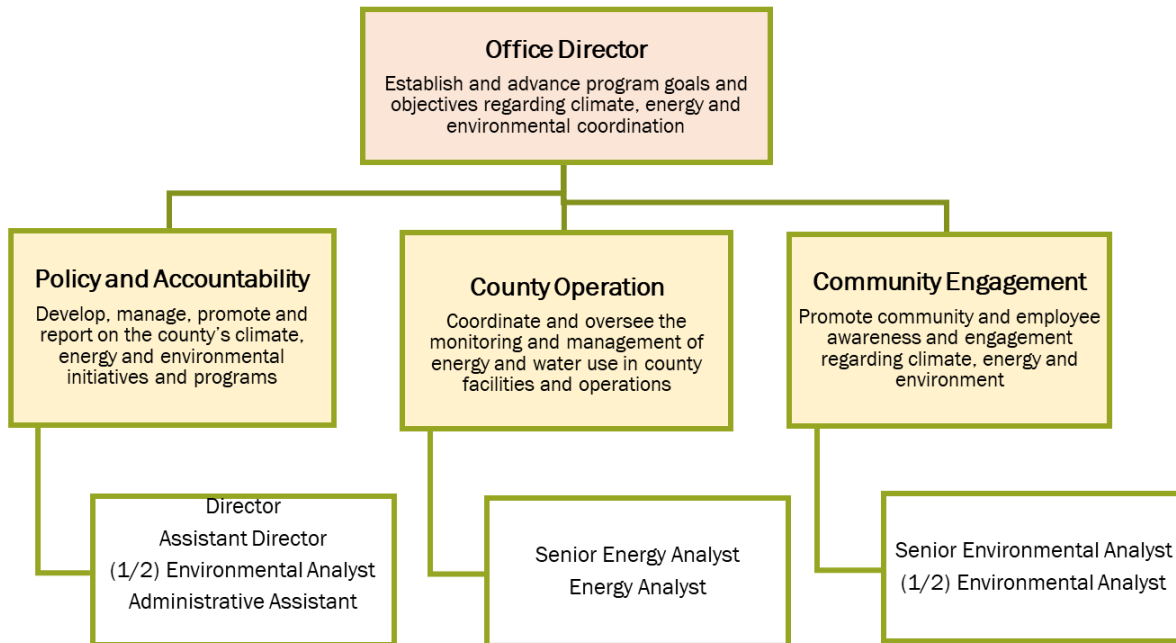 Office Director
Establish and advance program goals and
objectives regarding climate, energy and
environmental coordination
Policy and Accountability
Develop, manage, promote and
report on the county's climate,
energy and environmental
initiatives and programs
County Operation
Coordinate and oversee the
monitoring and management of
energy and water use in county
facilities and operations
Community Engagement
Promote community and employee
awareness and engagement
regarding climate, energy and
environment
Director
Assistant Director
(1/2) Environmental Analyst
Administrative Assistant
Senior Energy Analyst
Energy Analyst
Senior Environmental Analyst
(1/2) Environmental Analyst